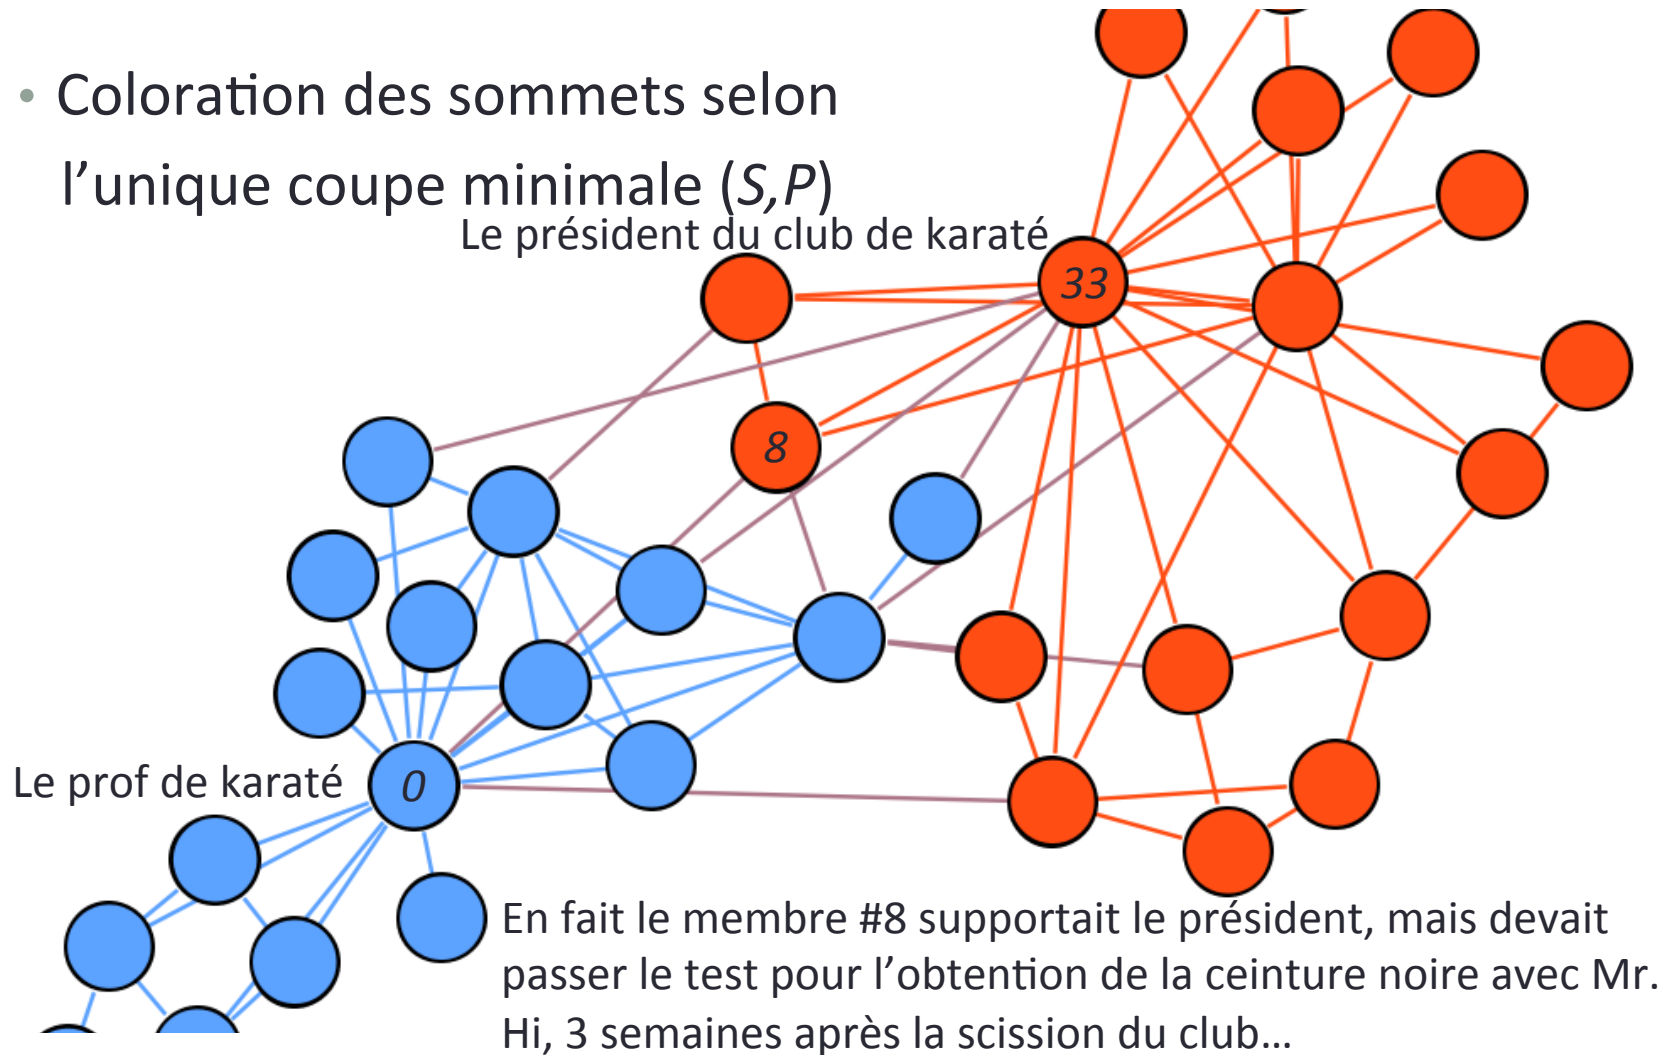 • Coloration des sommets selon
l’unique coupe minimale (S,P)
Le président du club de karaté
33
8
Le prof de karaté
0
En fait le membre #8 supportait le président, mais devait
passer le test pour l’obtention de la ceinture noire avec Mr.
Hi, 3 semaines après la scission du club…